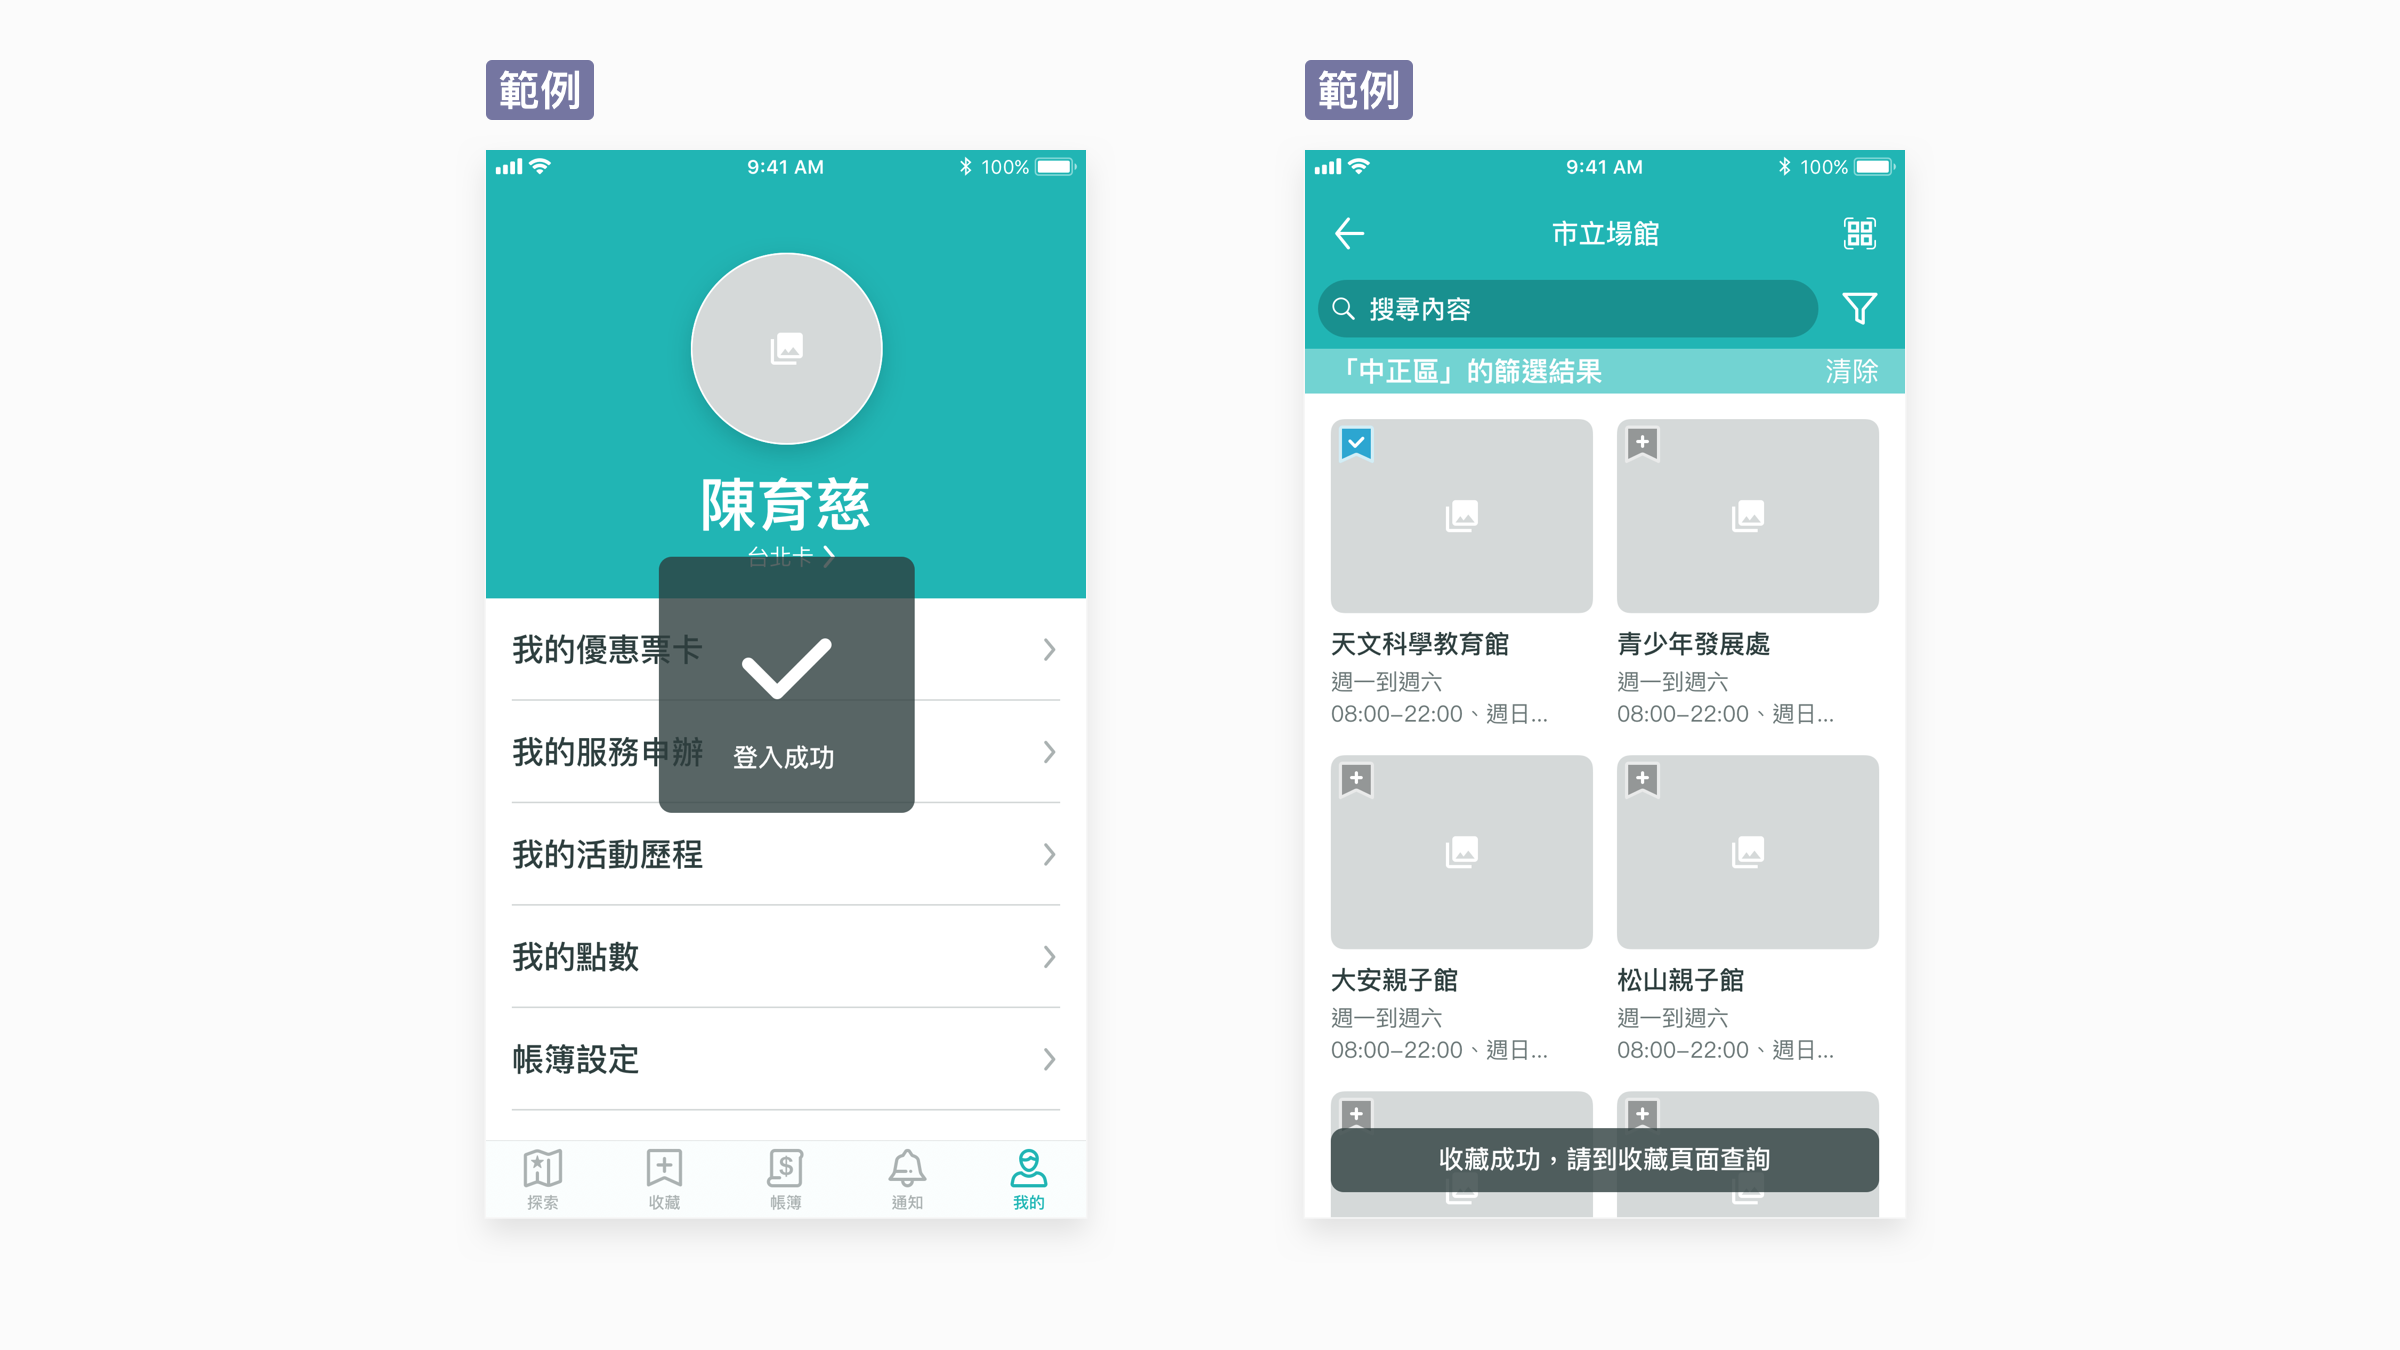 範例
9:41 AM
100%
陳育慈
台北卡
我的優惠票卡
我的服務申辦
登入成功
我的活動歷程
我的點數
帳簿設定
探索
收藏
帳簿
通知
我的
範例
9:41 AM
100%
市立場館
搜尋內容
「中正區」的篩選結果
清除
天文科學教育館
週一到週六
08:00–22:00、週日...
青少年發展處
週一到週六
08:00–22:00、週日...
大安親子館
週一到週六
08:00–22:00、週日...
松山親子館
週一到週六
08:00–22:00、週日...
收藏成功，請到收藏頁面查詢